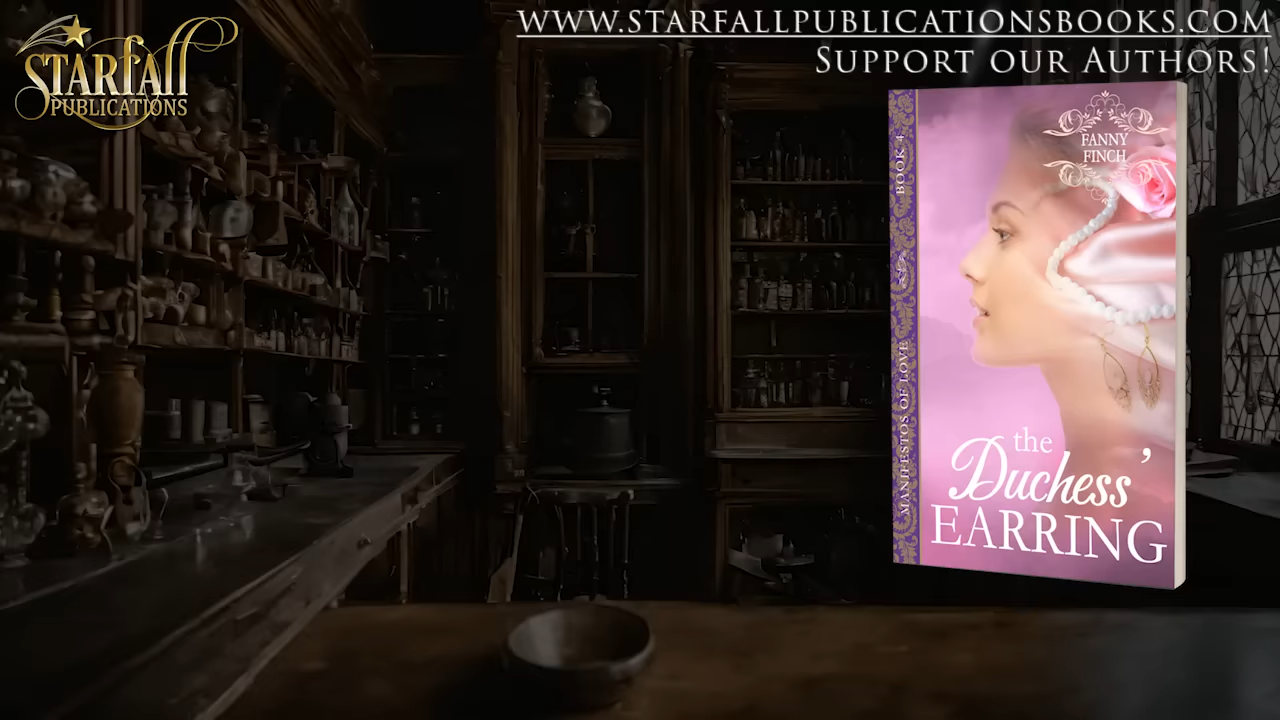 STARfall
PUBLICATIONS
WWW.STARFALLPUBLICATIONSBOOKS.COM
SUPPORT OUR AUTHORS!
FANNY
FINCH
BOOK 4
MANIFESTOS OF LOVE
the
Duchess'
EARRING